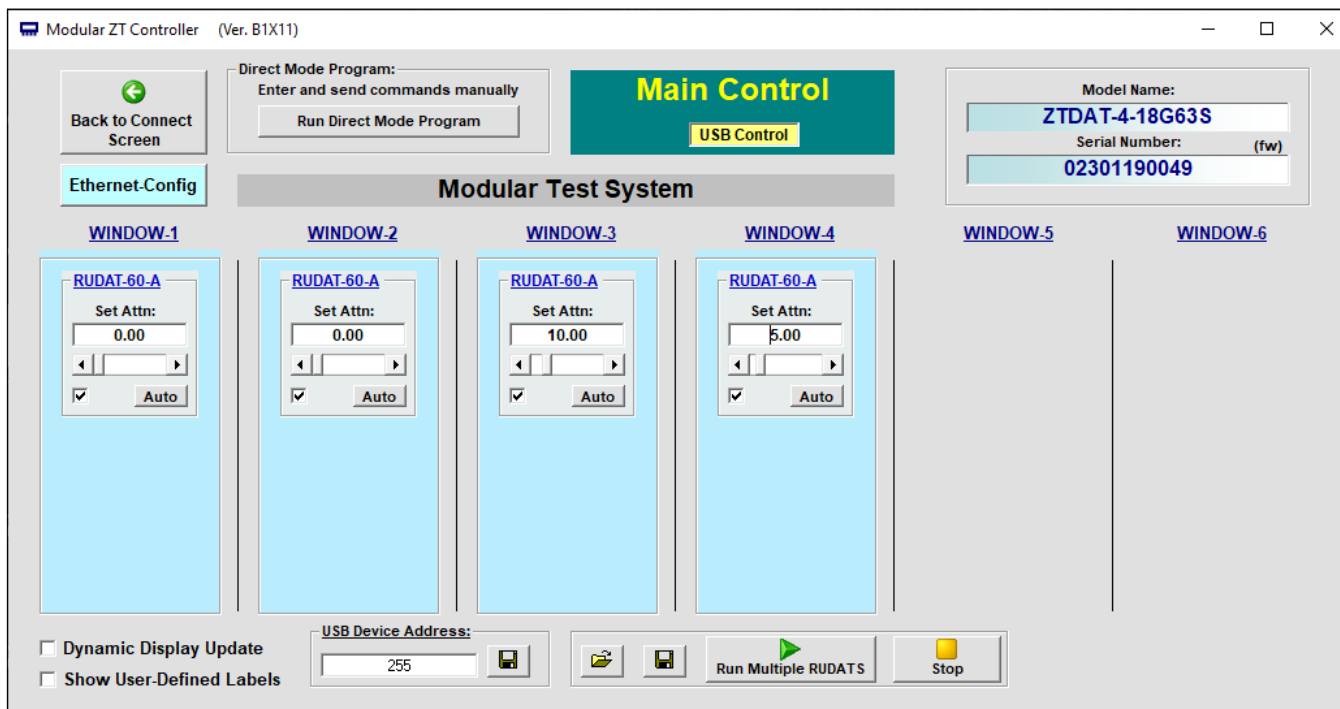 Modular ZT Controller (Ver. B1X11)
Back to Connect
Screen
Direct Mode Program:
Enter and send commands manually
Run Direct Mode Program
Main Control
USB Control
Model Name:
ZTDAT-4-18G63S
Serial Number: (fw)
02301190049
Ethernet-Config
Modular Test System
WINDOW-1
WINDOW-2
WINDOW-3
WINDOW-4
WINDOW-5
WINDOW-6
RUDAT-60-A
Set Attn:
0.00
Auto
RUDAT-60-A
Set Attn:
0.00
Auto
RUDAT-60-A
Set Attn:
10.00
Auto
RUDAT-60-A
Set Attn:
5.00
Auto
Dynamic Display Update
Show User-Defined Labels
USB Device Address:
255
Run Multiple RUDATS
Stop